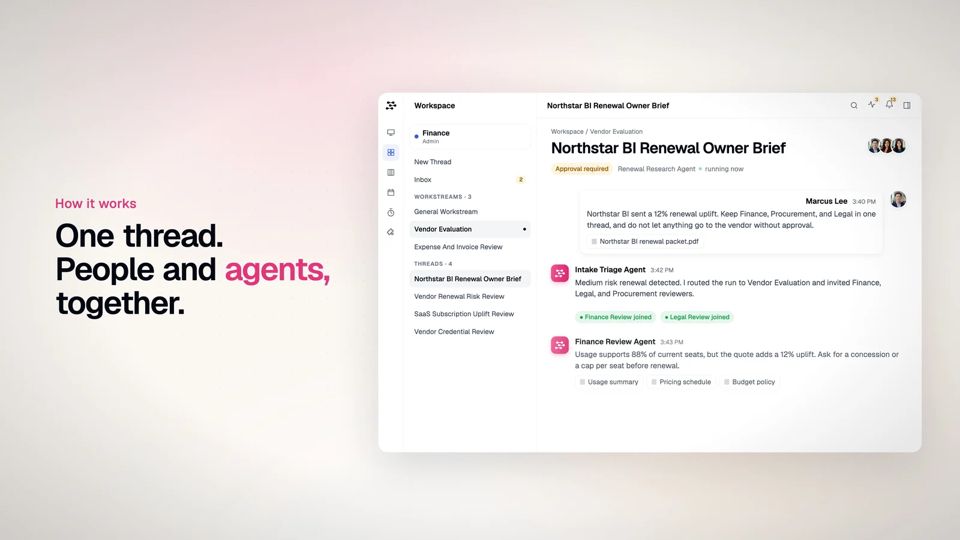 How it works
One thread.
People and agents,
together.
Workspace
Finance
Admin
New Thread
Inbox
2
WORKSTREAMS · 3
General Workstream
Vendor Evaluation
Expense And Invoice Review
THREADS · 4
Northstar BI Renewal Owner Brief
Vendor Renewal Risk Review
SaaS Subscription Uplift Review
Vendor Credential Review
Northstar BI Renewal Owner Brief
3
12
Workspace / Vendor Evaluation
Northstar BI Renewal Owner Brief
Approval required
Renewal Research Agent
running now
Marcus Lee 3:40 PM
Northstar BI sent a 12% renewal uplift. Keep Finance, Procurement, and Legal in one
thread, and do not let anything go to the vendor without approval.
Northstar BI renewal packet.pdf
Intake Triage Agent 3:42 PM
Medium risk renewal detected. I routed the run to Vendor Evaluation and invited Finance,
Legal, and Procurement reviewers.
Finance Review joined
Legal Review joined
Finance Review Agent 3:43 PM
Usage supports 88% of current seats, but the quote adds a 12% uplift. Ask for a concession or
a cap per seat before renewal.
Usage summary
Pricing schedule
Budget policy